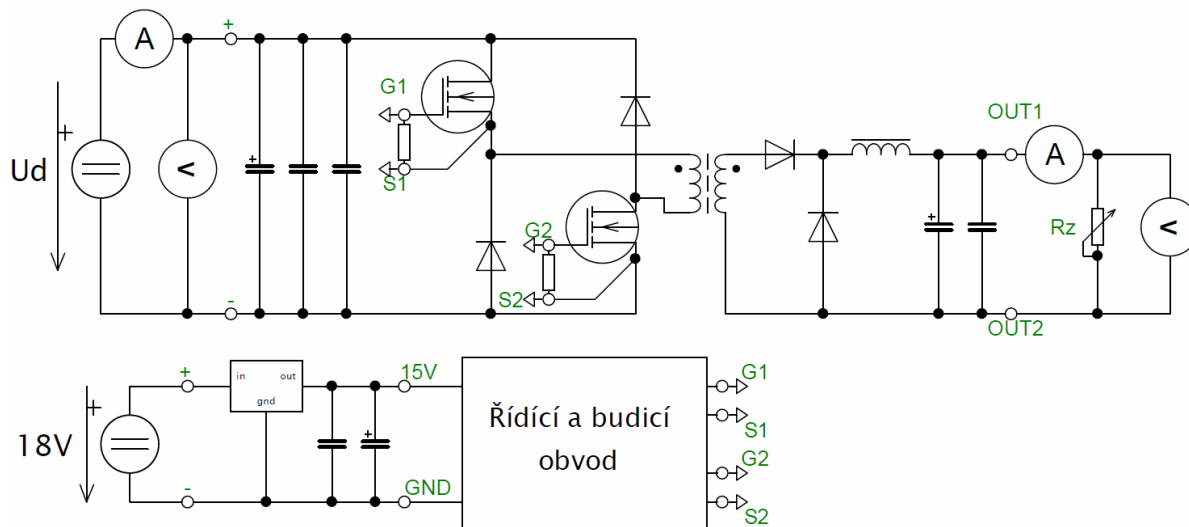 +
A
G1
OUT1
+
+
A
Ud
V
S1
+
Rz
V
G2
S2
-
OUT2
+
15V
G1
in
out
gnd
+
S1
18V
+
Řídící a budicí
obvod
G2
-
GND
S2